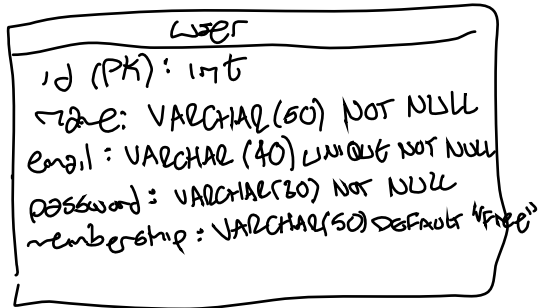 user
id (PK): int
name: VARCHAR(60) NOT NULL
email: VARCHAR (40) UNIQUE NOT NULL
password: VARCHAR(30) NOT NULL
membership: VARCHAR(50) DEFAULT "Free"